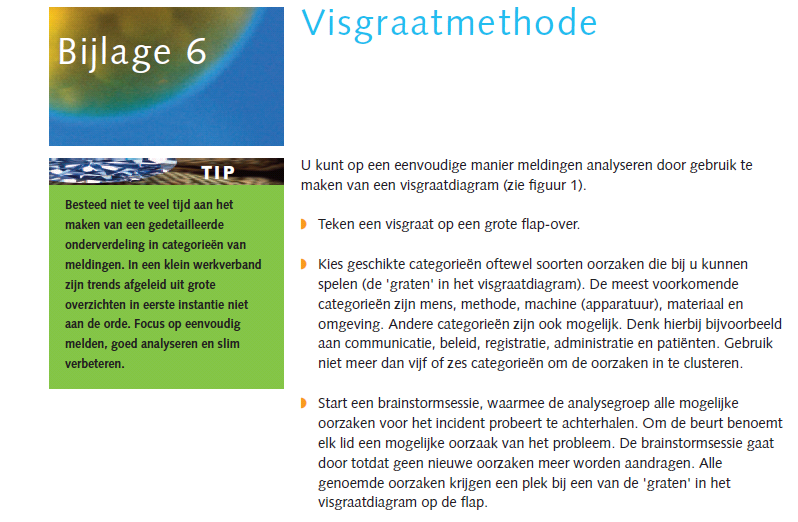 Bijlage 6
Visgraatmethode
TIP
Besteed niet te veel tijd aan het
maken van een gedetailleerde
onderverdeling in categorieën van
meldingen. In een klein werkverband
zijn trends afgeleid uit grote
overzichten in eerste instantie niet
aan de orde. Focus op eenvoudig
melden, goed analyseren en slim
verbeteren.
U kunt op een eenvoudige manier meldingen analyseren door gebruik te
maken van een visgraatdiagram (zie figuur 1).
Teken een visgraat op een grote flap-over.
Kies geschikte categorieën oftewel soorten oorzaken die bij u kunnen
spelen (de 'graten' in het visgraatdiagram). De meest voorkomende
categorieën zijn mens, methode, machine (apparatuur), materiaal en
omgeving. Andere categorieën zijn ook mogelijk. Denk hierbij bijvoorbeeld
aan communicatie, beleid, registratie, administratie en patiënten. Gebruik
niet meer dan vijf of zes categorieën om de oorzaken in te clusteren.
Start een brainstormsessie, waarmee de analysegroep alle mogelijke
oorzaken voor het incident probeert te achterhalen. Om de beurt benoemt
elk lid een mogelijke oorzaak van het probleem. De brainstormsessie gaat
door totdat geen nieuwe oorzaken meer worden aandragen. Alle
genoemde oorzaken krijgen een plek bij een van de 'graten' in het
visgraatdiagram op de flap.